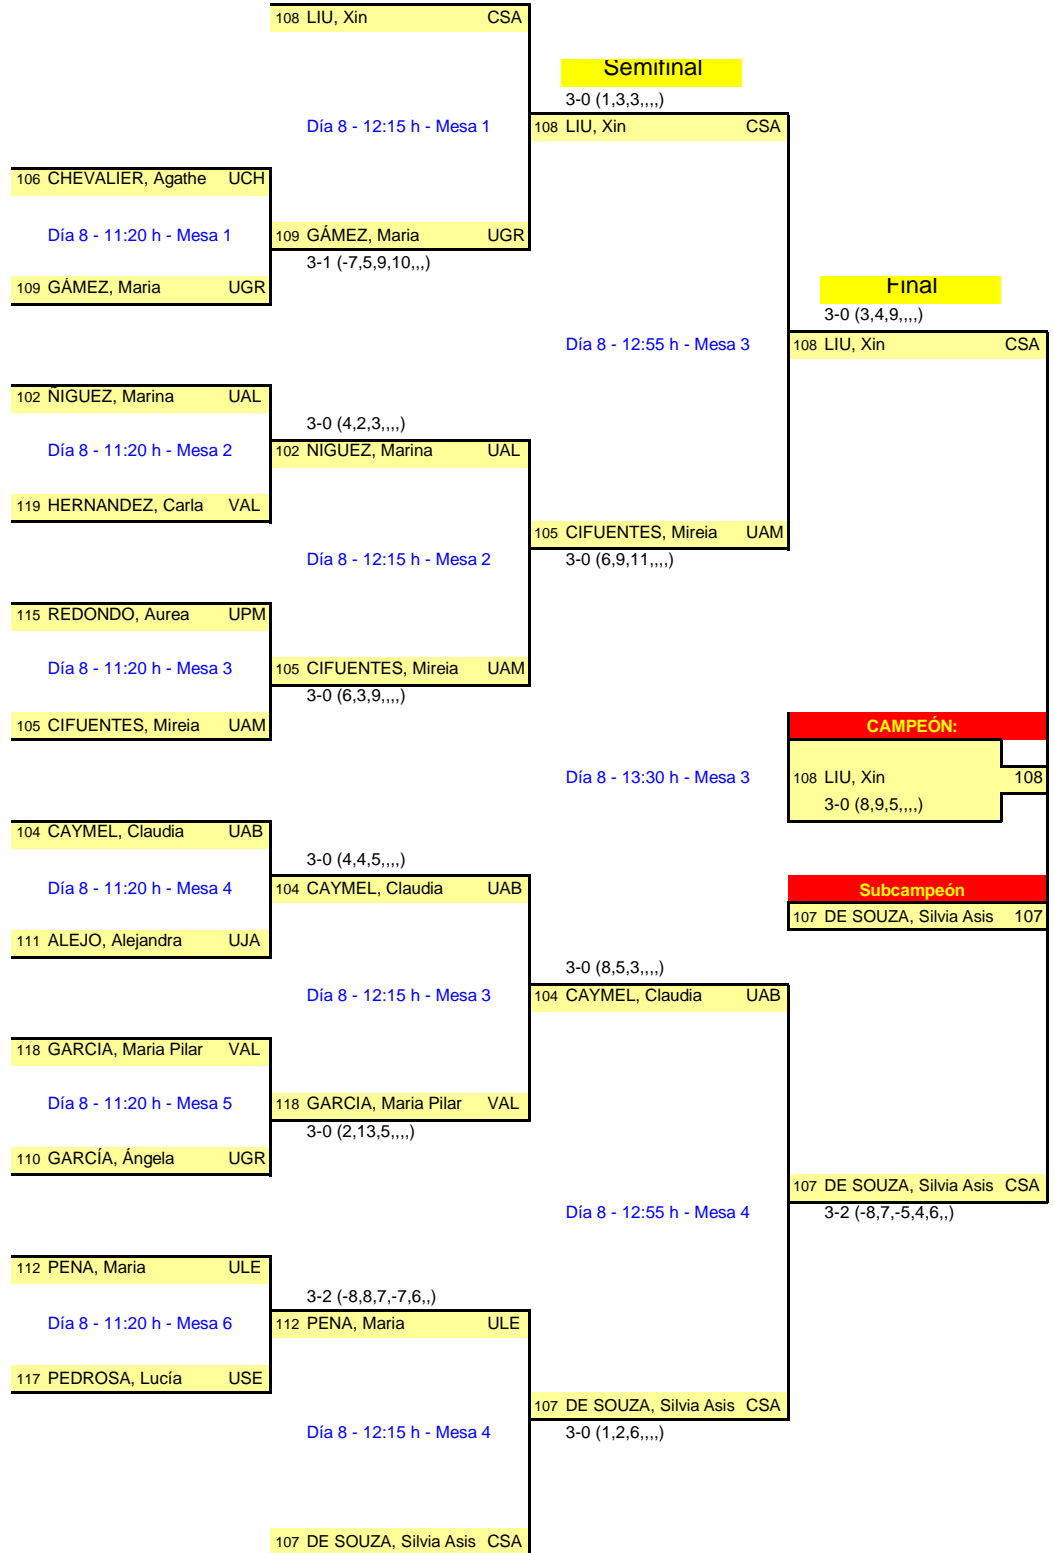 108 LIU, Xin CSA
Semifinal
3-0 (1,3,3,,,,)
Día 8 - 12:15 h - Mesa 1
108 LIU, Xin CSA
106 CHEVALIER, Agathe UCH
Día 8 - 11:20 h - Mesa 1
109 GÁMEZ, Maria UGR
3-1 (-7,5,9,10,,,)
109 GÁMEZ, Maria UGR
Final
3-0 (3,4,9,,,,)
Día 8 - 12:55 h - Mesa 3
108 LIU, Xin CSA
102 ÑIGUEZ, Marina UAL
3-0 (4,2,3,,,,)
Día 8 - 11:20 h - Mesa 2
102 NIGUEZ, Marina UAL
119 HERNANDEZ, Carla VAL
105 CIFUENTES, Mireia UAM
Día 8 - 12:15 h - Mesa 2
3-0 (6,9,11,,,,)
115 REDONDO, Aurea UPM
Día 8 - 11:20 h - Mesa 3
105 CIFUENTES, Mireia UAM
3-0 (6,3,9,,,,)
105 CIFUENTES, Mireia UAM
CAMPEÓN:
Día 8 - 13:30 h - Mesa 3
108 LIU, Xin 108
3-0 (8,9,5,,,,)
104 CAYMEL, Claudia UAB
3-0 (4,4,5,,,,)
Día 8 - 11:20 h - Mesa 4
104 CAYMEL, Claudia UAB
Subcampeón
107 DE SOUZA, Silvia Asis 107
111 ALEJO, Alejandra UJA
3-0 (8,5,3,,,,)
Día 8 - 12:15 h - Mesa 3
104 CAYMEL, Claudia UAB
118 GARCIA, Maria Pilar VAL
Día 8 - 11:20 h - Mesa 5
118 GARCIA, Maria Pilar VAL
3-0 (2,13,5,,,,)
110 GARCÍA, Ángela UGR
107 DE SOUZA, Silvia Asis CSA
Día 8 - 12:55 h - Mesa 4
3-2 (-8,7,-5,4,6,,)
112 PENA, Maria ULE
3-2 (-8,8,7,-7,6,,)
Día 8 - 11:20 h - Mesa 6
112 PENA, Maria ULE
117 PEDROSA, Lucía USE
107 DE SOUZA, Silvia Asis CSA
Día 8 - 12:15 h - Mesa 4
3-0 (1,2,6,,,,)
107 DE SOUZA, Silvia Asis CSA